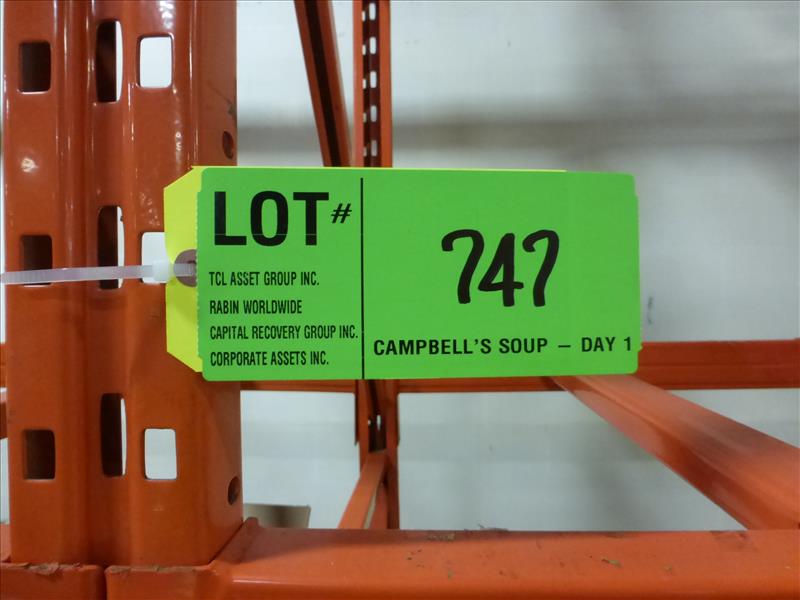 LOT #
TCL ASSET GROUP INC.
RABIN WORLDWIDE
CAPITAL RECOVERY GROUP INC.
CORPORATE ASSETS INC.
747
CAMPBELL'S SOUP – DAY 1